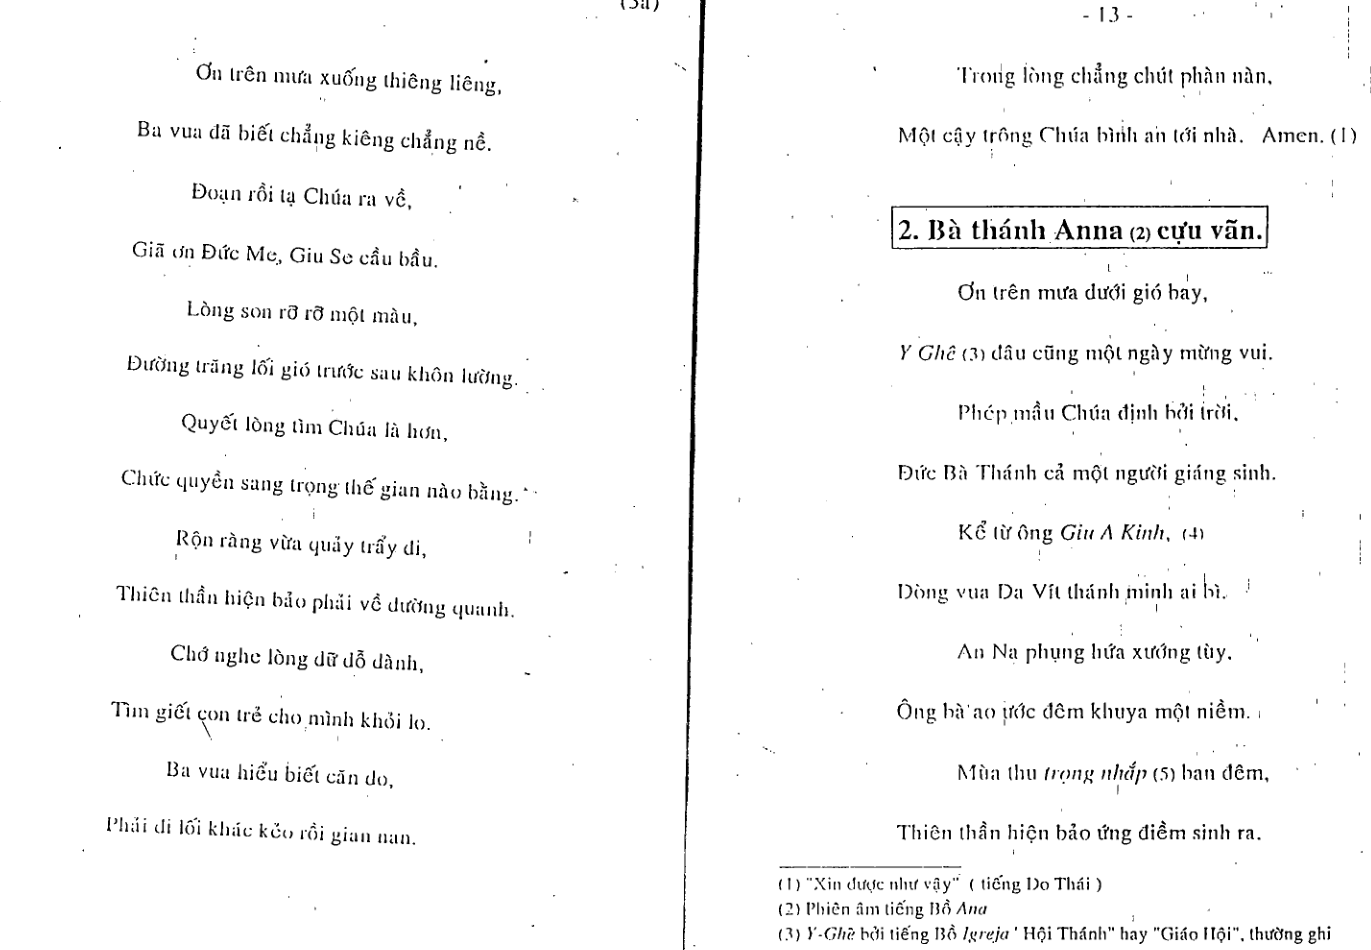 (3a)
Ơn trên mưa xuống thiêng liêng,
Ba vua đã biết chẳng kiêng chẳng nề.
Đoạn rồi tạ Chúa ra về,
Giã ơn Đức Mẹ, Giu Se cầu bầu.
Lòng son rỡ rỡ một màu,
Đường trăng lối gió trước sau khôn lường.
Quyết lòng tìm Chúa là hơn,
Chức quyền sang trọng thế gian nào bằng.
Rộn ràng vừa quảy trẩy đi,
Thiên thần hiện bảo phải về đường quanh.
Chớ nghe lòng dữ dỗ dành,
Tìm giết con trẻ cho mình khỏi lo.
Ba vua hiểu biết căn do,
Phải đi lối khác kẻo rồi gian nan.
- 13 -
Trong lòng chẳng chút phàn nàn,
Một cậy trông Chúa bình an tới nhà. Amen. (1)
2. Bà thánh Anna (2) cựu vãn.
Ơn trên mưa dưới gió bay,
Y Ghê (3) đâu cũng một ngày mừng vui.
Phép mầu Chúa định bởi trời,
Đức Bà Thánh cả một người giáng sinh.
Kể từ ông Giu A Kinh, (4)
Dòng vua Da Vít thánh minh ai bì.
An Na phụng hứa xướng tùy,
Ông bà ao ước đêm khuya một niềm.
Mùa thu trọng nhắp (5) ban đêm,
Thiên thần hiện bảo ứng điềm sinh ra.
(1) "Xin được như vậy" ( tiếng Do Thái )
(2) Phiên âm tiếng Bồ Ana
(3) Y-Ghê bởi tiếng Bồ Igreja ' Hội Thánh" hay "Giáo Hội", thường ghi